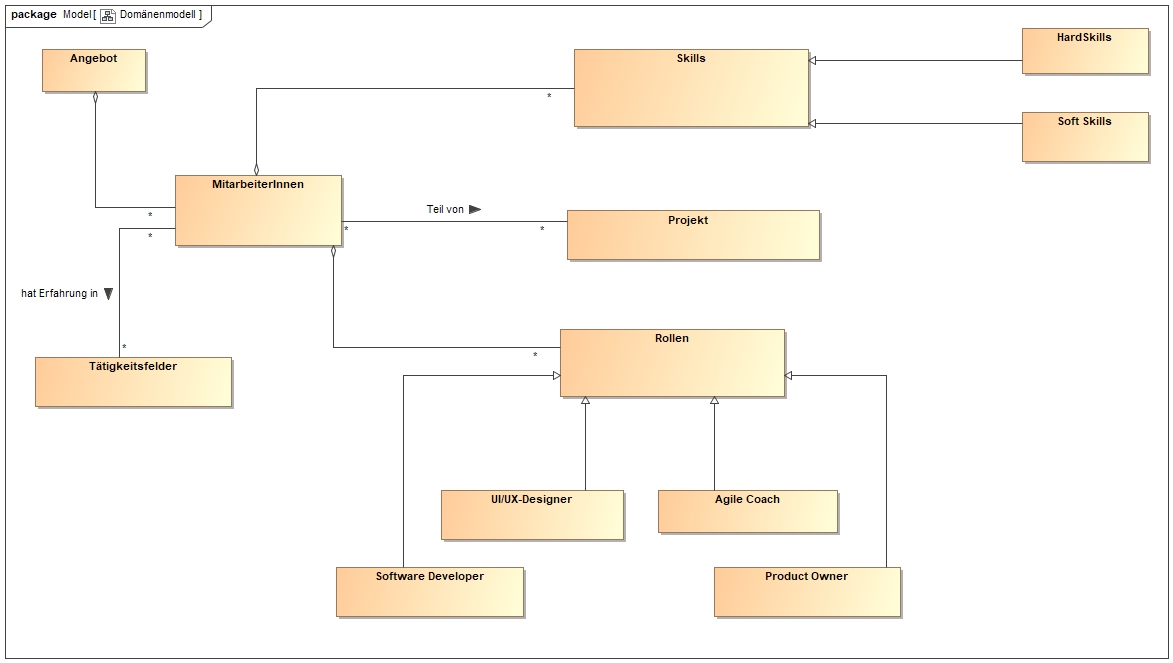 package Model[ Domänenmodell ]
Angebot
Skills
HardSkills
Soft Skills
*
MitarbeiterInnen
*
*
Teil von
*
*
Projekt
hat Erfahrung in
*
Tätigkeitsfelder
Rollen
*
UI/UX-Designer
Agile Coach
Software Developer
Product Owner